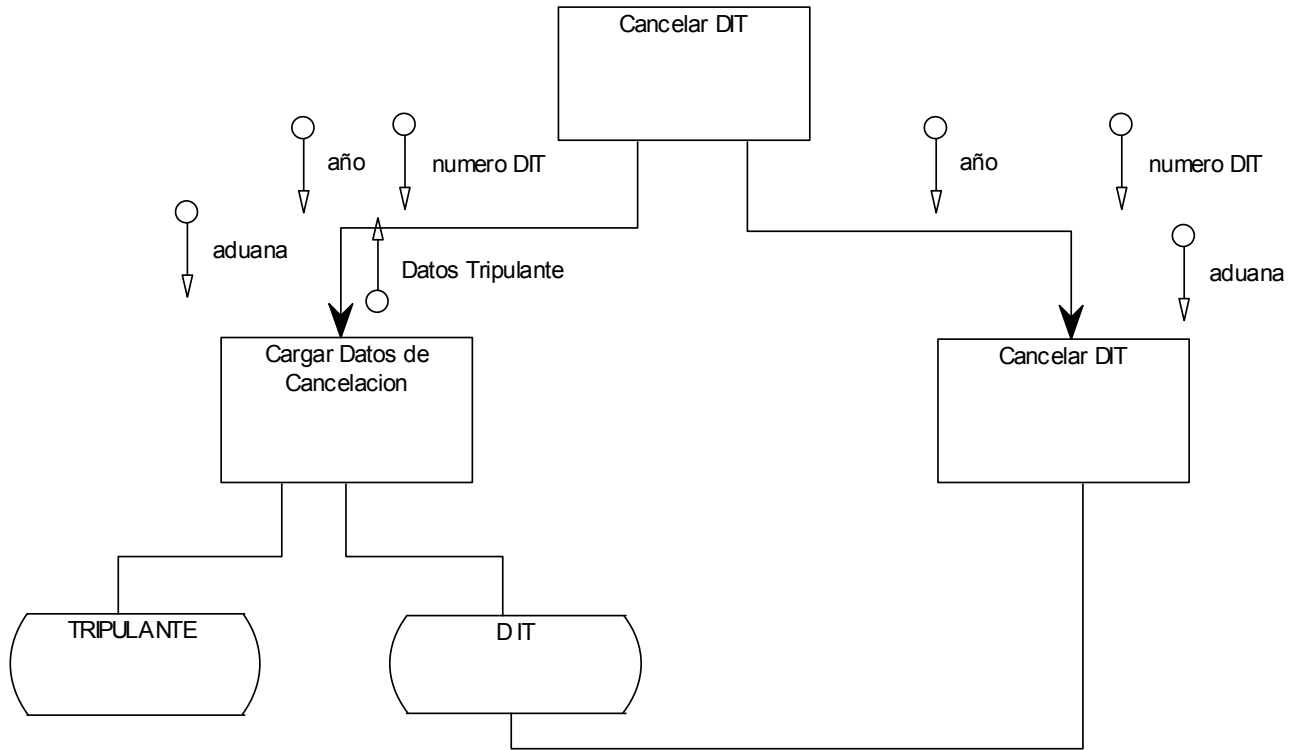 Cancelar DIT
año
numero DIT
aduana
Datos Tripulante
año
numero DIT
aduana
Cargar Datos de
Cancelacion
Cancelar DIT
TRIPULANTE
DIT